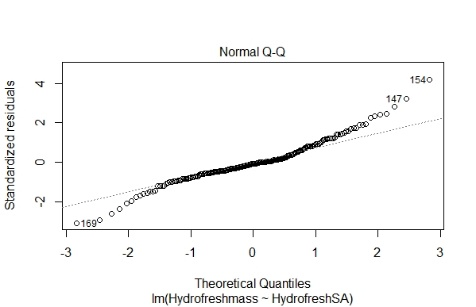 Normal Q-Q
Standardized residuals
4
2
0
-2
154
147
169
-3 -2 -1 0 1 2 3
Theoretical Quantiles
lm(Hydrofreshmass ~ HydrofreshSA)